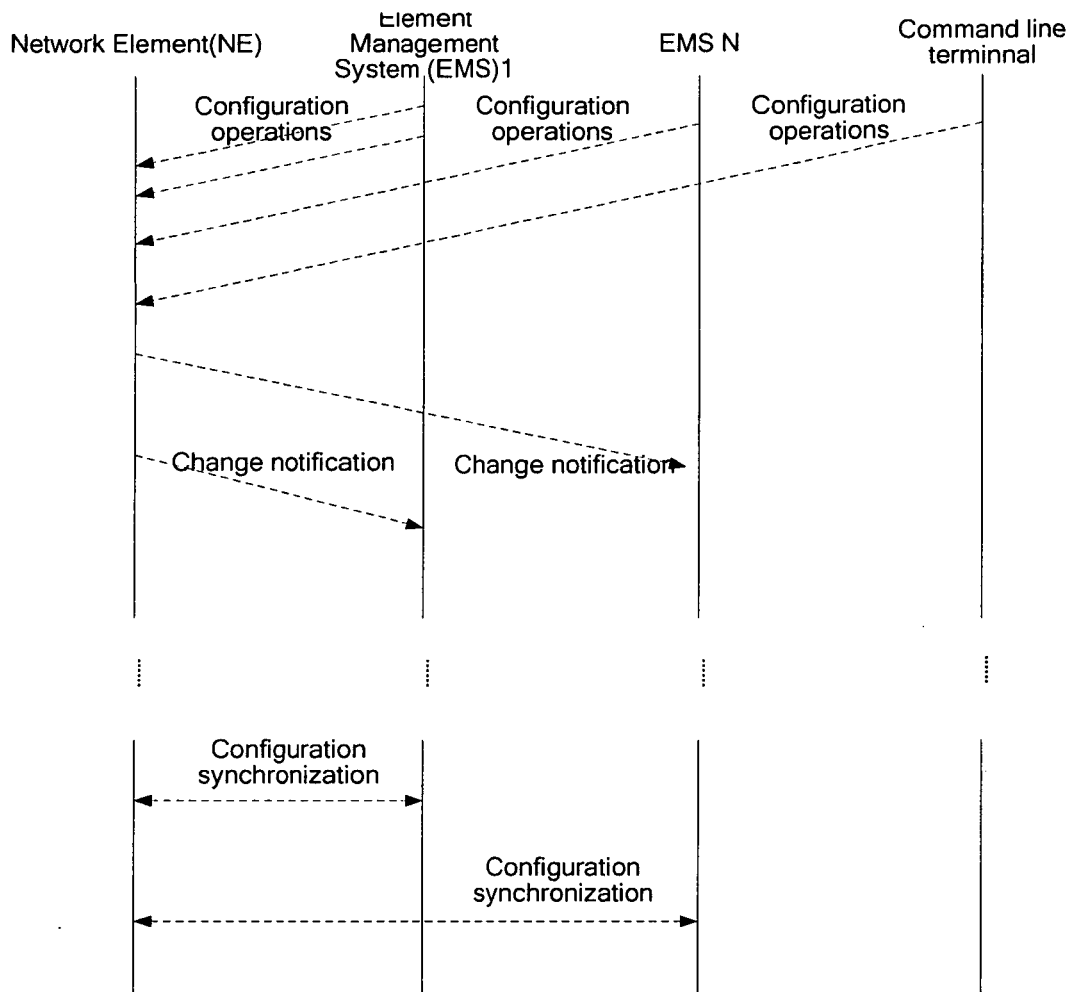 Network Element(NE)
Element
Management
System (EMS)1
EMS N
Command line
terminnal
Configuration
operations
Configuration
operations
Configuration
operations
Change notification
Change notification
Configuration
synchronization
Configuration
synchronization